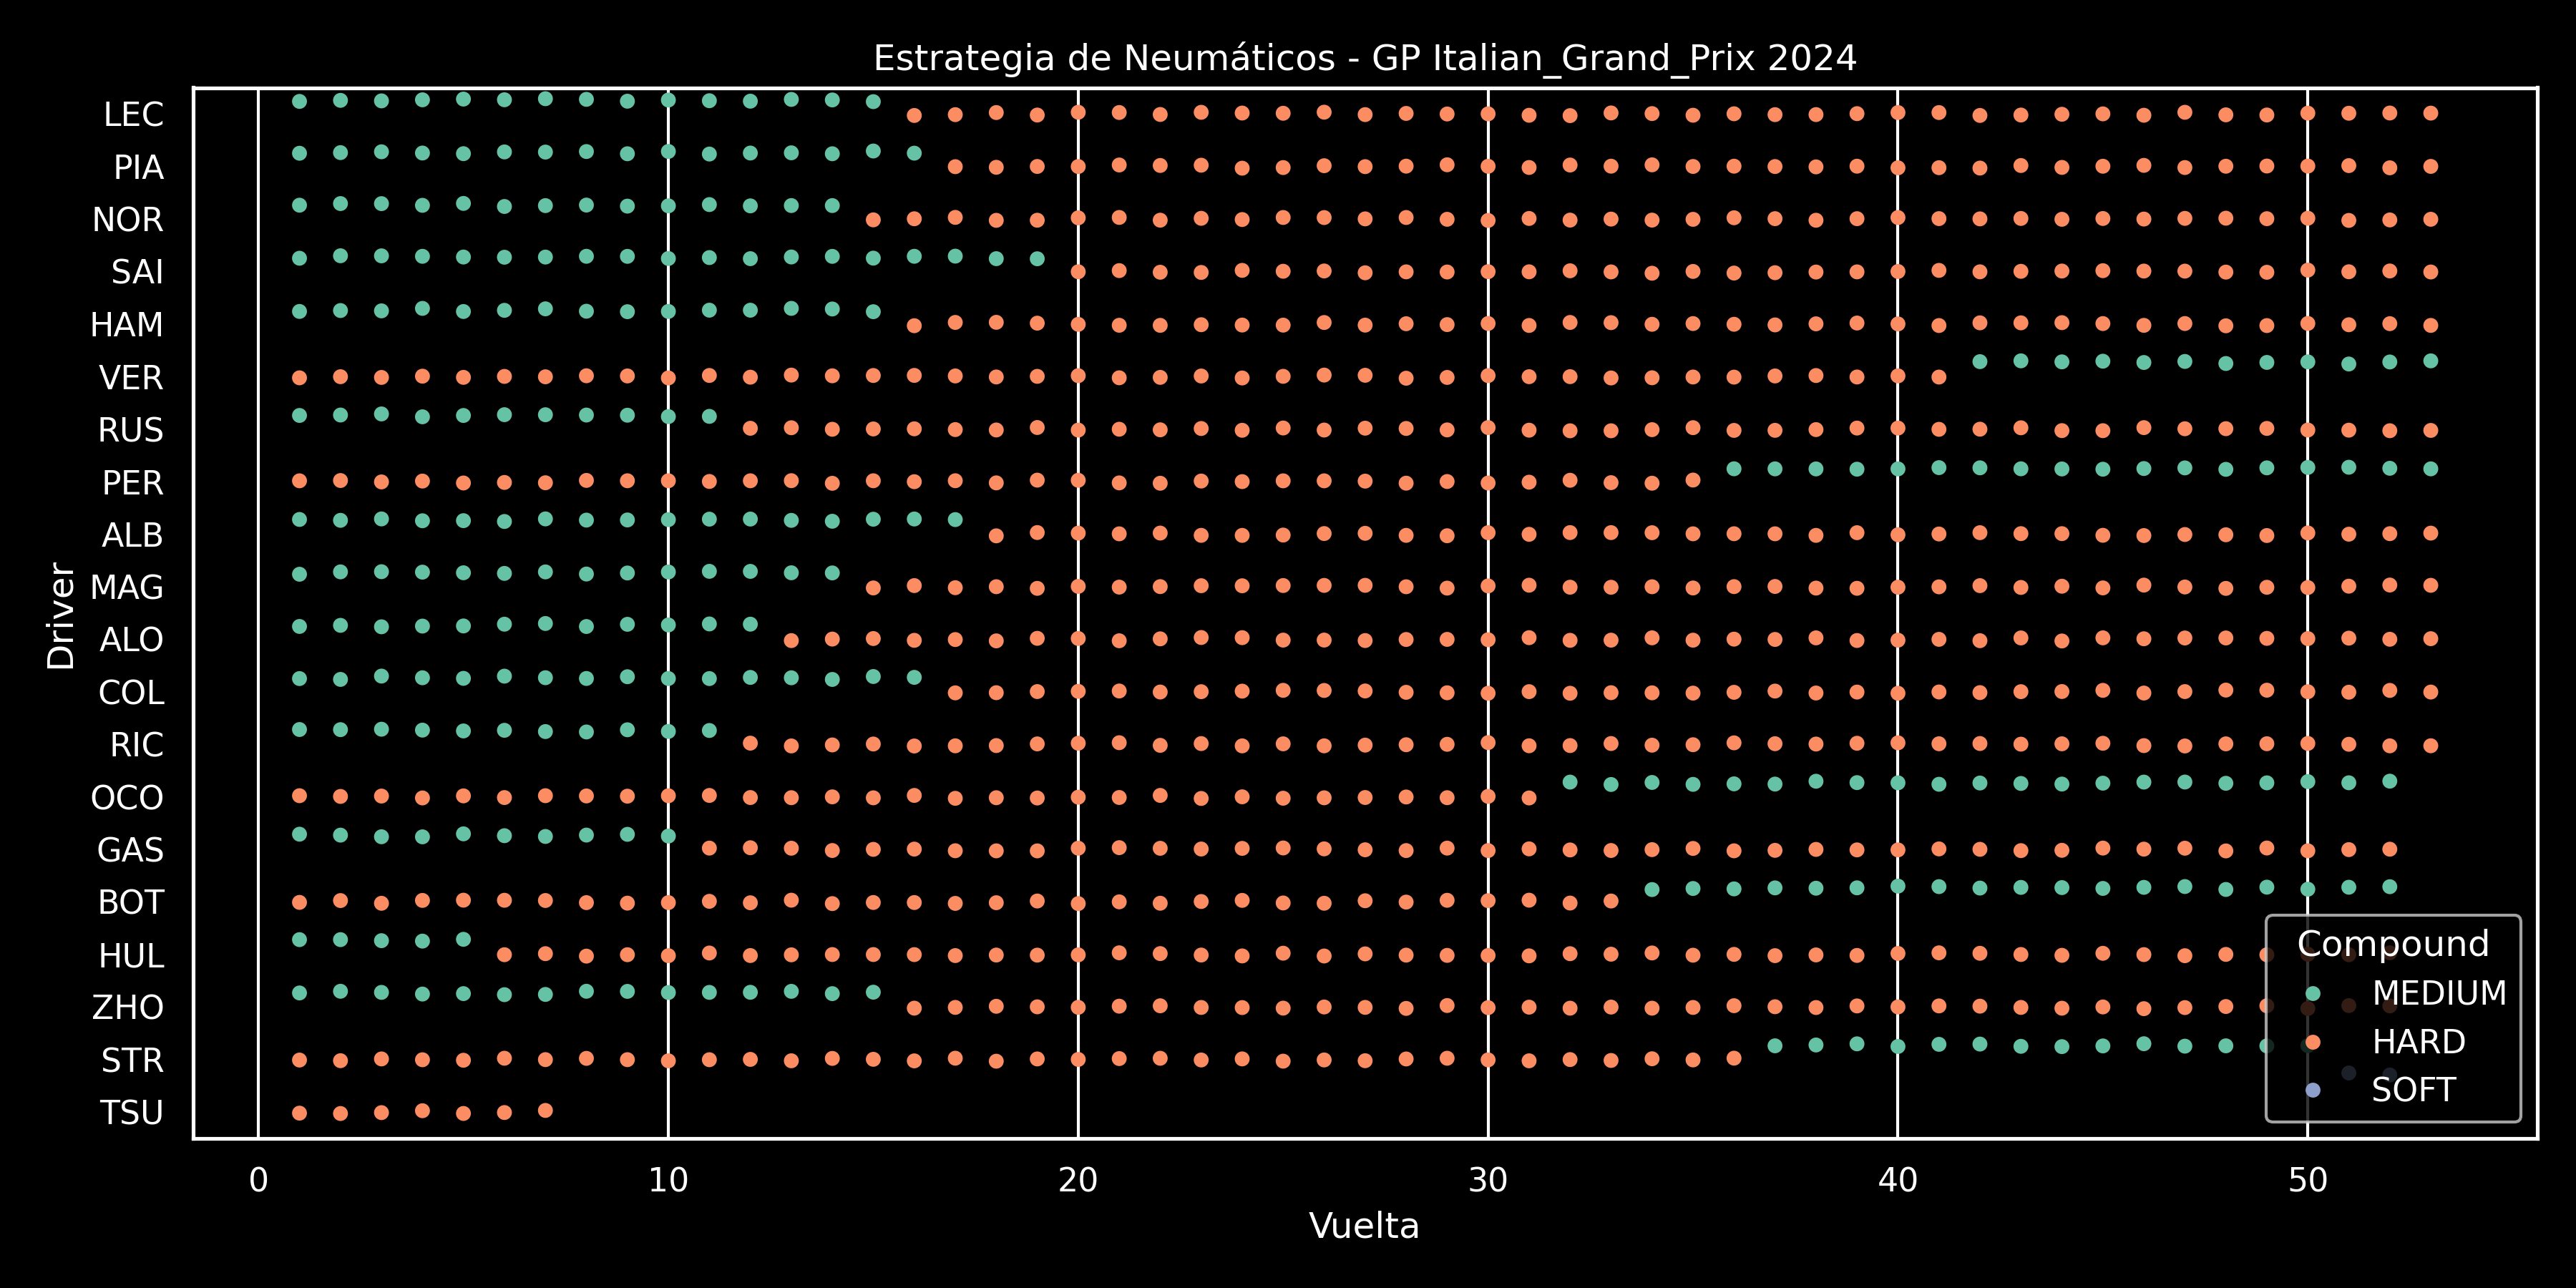 Estrategia de Neumáticos - GP Italian_Grand_Prix 2024
Driver
LEC
PIA
NOR
SAI
HAM
VER
RUS
PER
ALB
MAG
ALO
COL
RIC
OCO
GAS
BOT
HUL
ZHO
STR
TSU
Compound
MEDIUM
HARD
SOFT
0 10 20 30 40 50
Vuelta